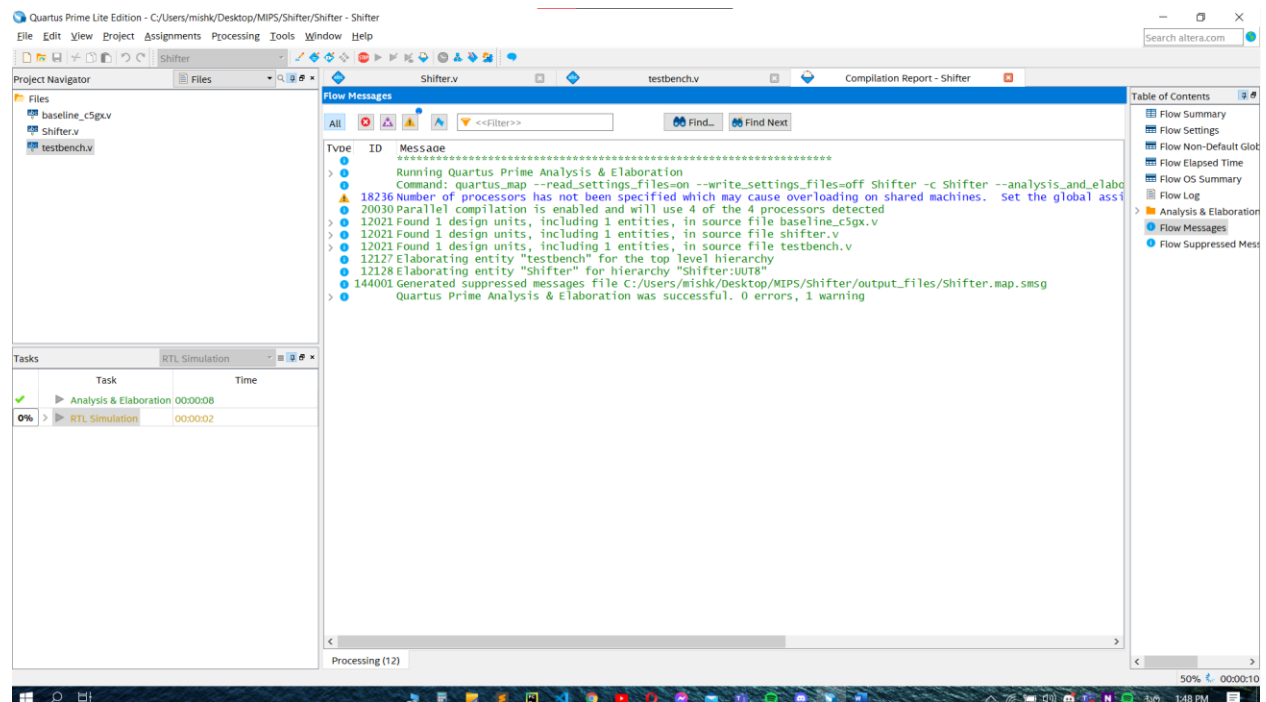 Quartus Prime Lite Edition - C:/Users/mishk/Desktop/MIPS/Shifter/Shifter - Shifter
File Edit View Project Assignments Processing Tools Window Help
Search altera.com
Shifter
Project Navigator
Files
Files
baseline_c5gx.v
Shifter.v
testbench.v
Tasks
RTL Simulation
Task Time
Analysis & Elaboration 00:00:08
0% RTL Simulation 00:00:02
Shifter.v
testbench.v
Compilation Report - Shifter
Flow Messages
All
<<Filter>>
Find...
Find Next
Type ID Message
**********************************************************************
Running Quartus Prime Analysis & Elaboration
Command: quartus_map --read_settings_files=on --write_settings_files=off Shifter -c Shifter --analysis_and_elabo
18236 Number of processors has not been specified which may cause overloading on shared machines. Set the global assi
20030 Parallel compilation is enabled and will use 4 of the 4 processors detected
12021 Found 1 design units, including 1 entities, in source file baseline_c5gx.v
12021 Found 1 design units, including 1 entities, in source file shifter.v
12021 Found 1 design units, including 1 entities, in source file testbench.v
12127 Elaborating entity "testbench" for the top level hierarchy
12128 Elaborating entity "Shifter" for hierarchy "Shifter:UUT8"
144001 Generated suppressed messages file C:/Users/mishk/Desktop/MIPS/Shifter/output_files/Shifter.map.smsg
Quartus Prime Analysis & Elaboration was successful. 0 errors, 1 warning
Processing (12)
Table of Contents
Flow Summary
Flow Settings
Flow Non-Default Glob
Flow Elapsed Time
Flow OS Summary
Flow Log
Analysis & Elaboration
Flow Messages
Flow Suppressed Mess
50% 00:00:10
1:48 PM